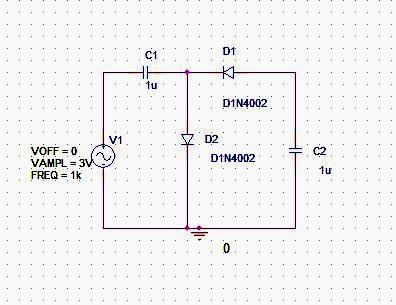 C1
1u
D1
D1N4002
V1
VOFF = 0
VAMPL = 3V
FREQ = 1k
D2
D1N4002
C2
1u
0